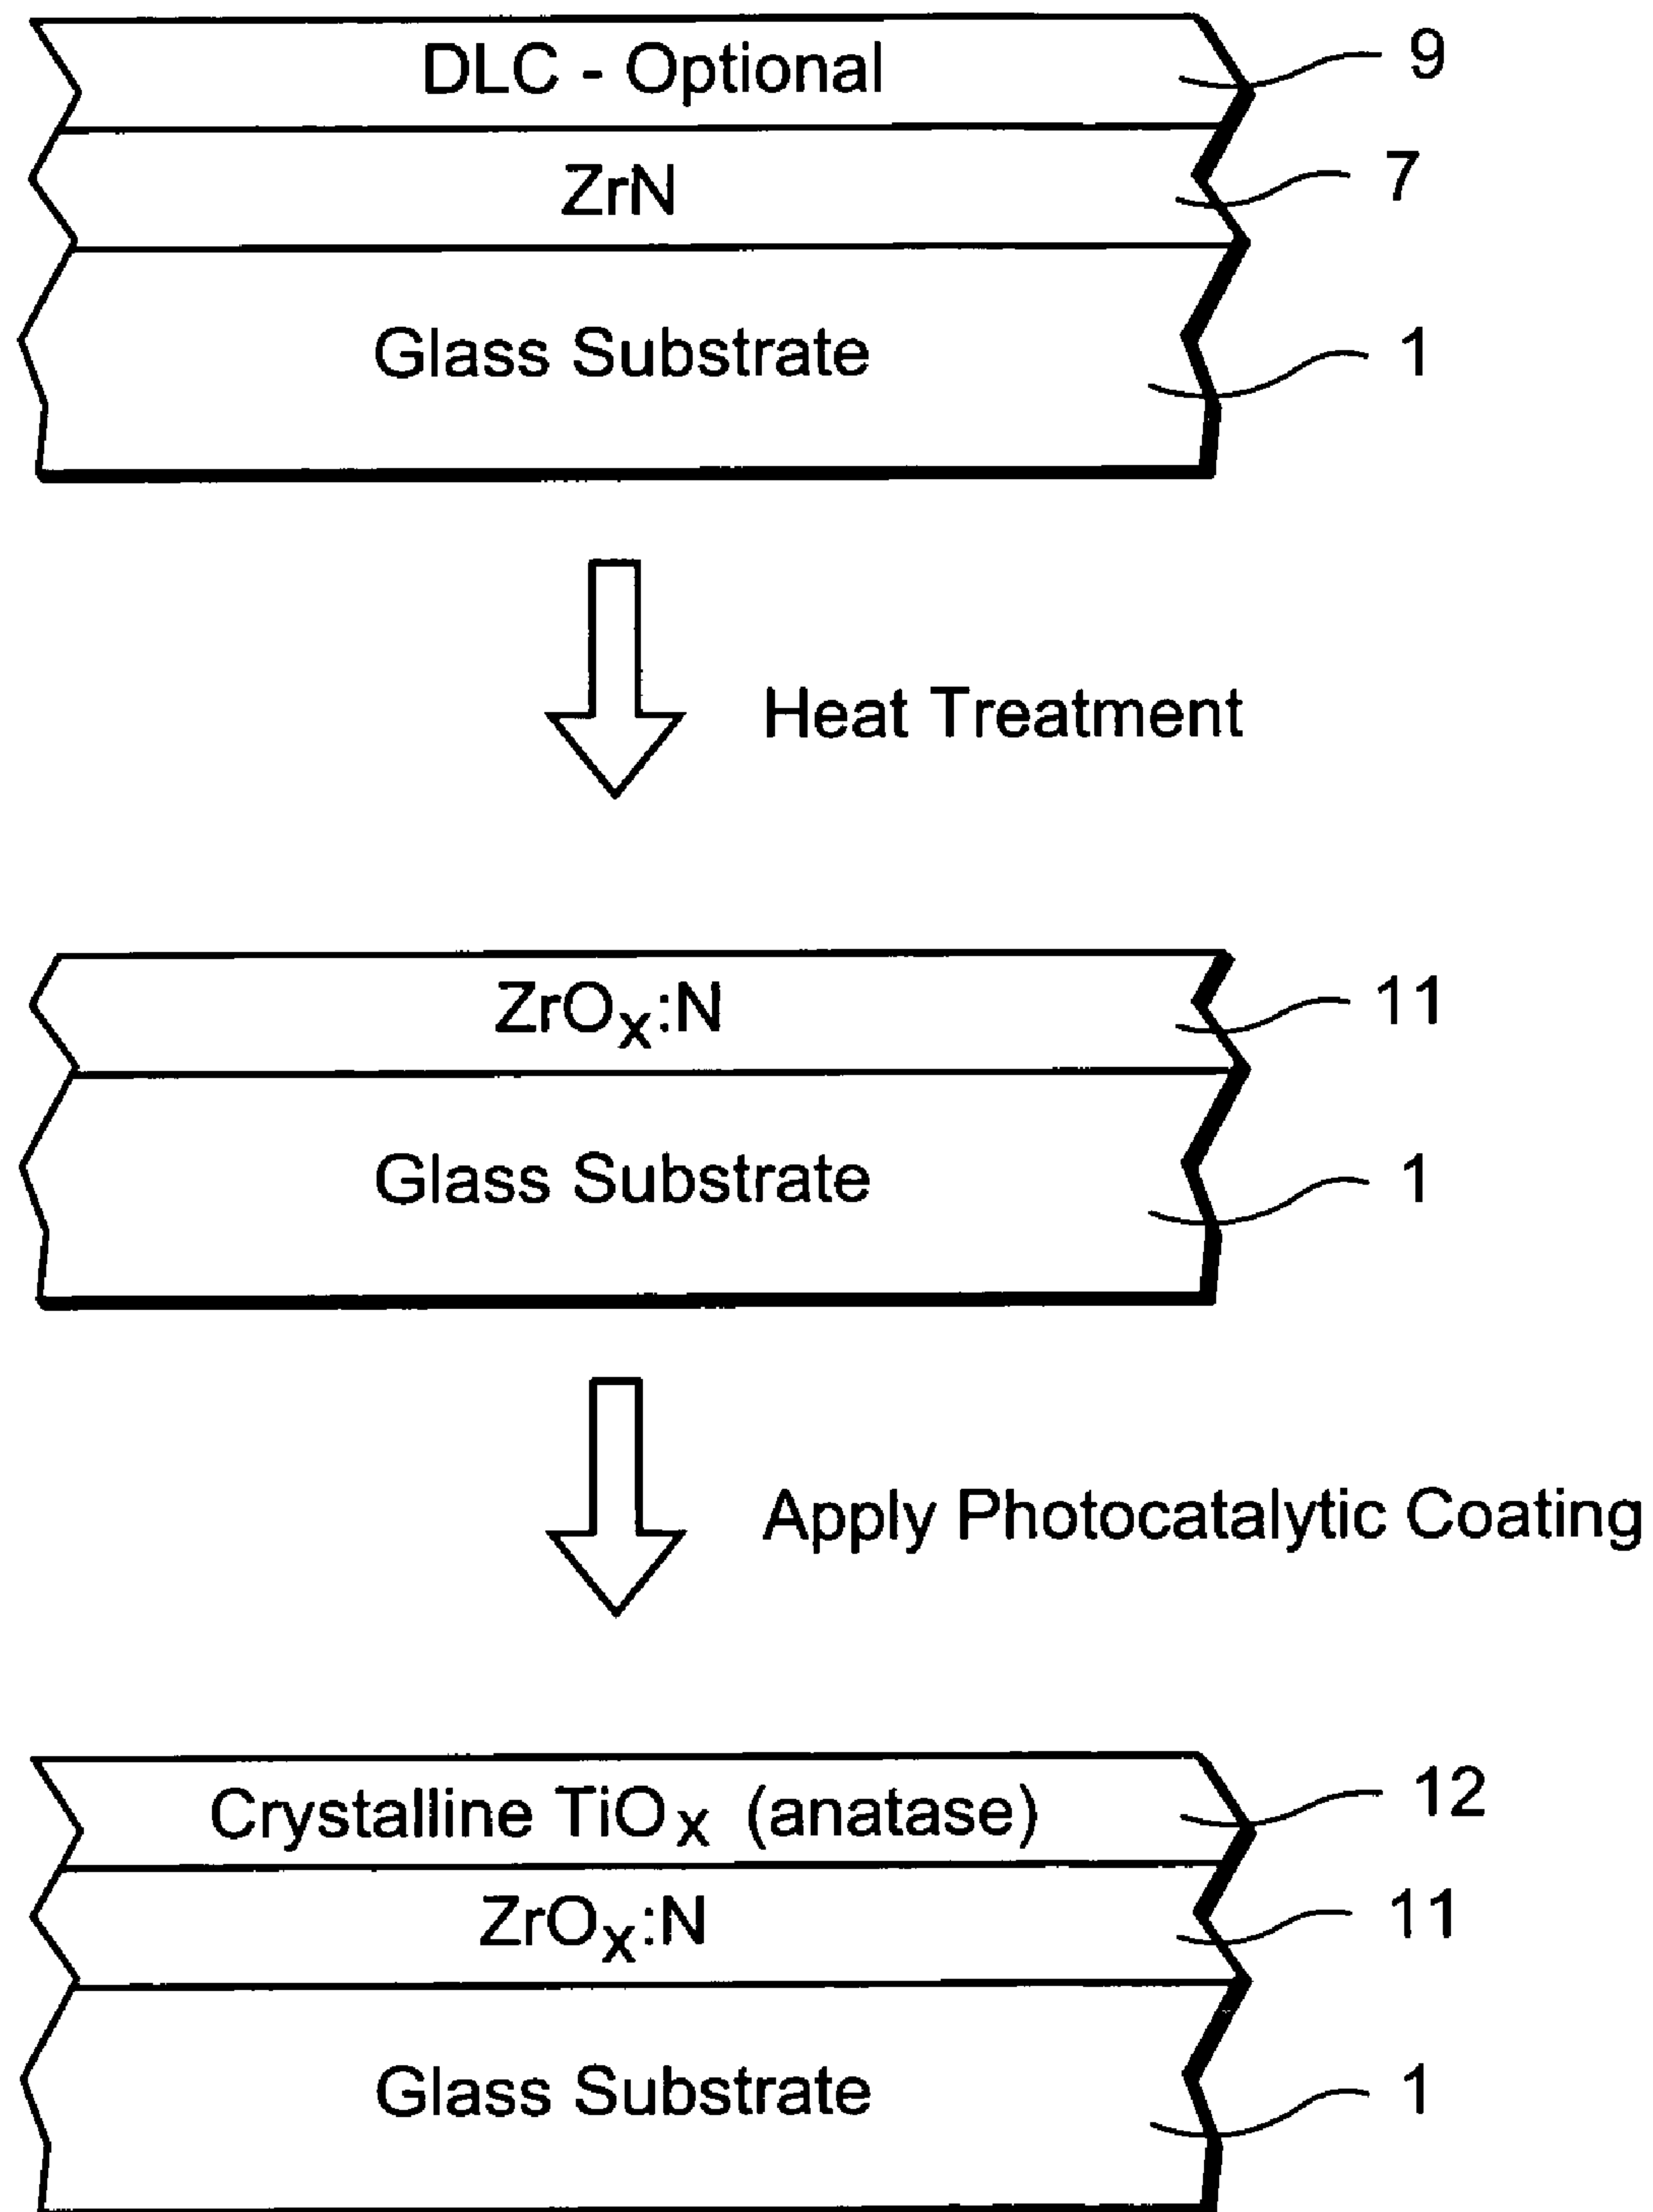 DLC - Optional
9
ZrN
7
Glass Substrate
1
Heat Treatment
ZrOx:N
11
Glass Substrate
1
Apply Photocatalytic Coating
Crystalline TiOx (anatase)
12
ZrOx:N
11
Glass Substrate
1